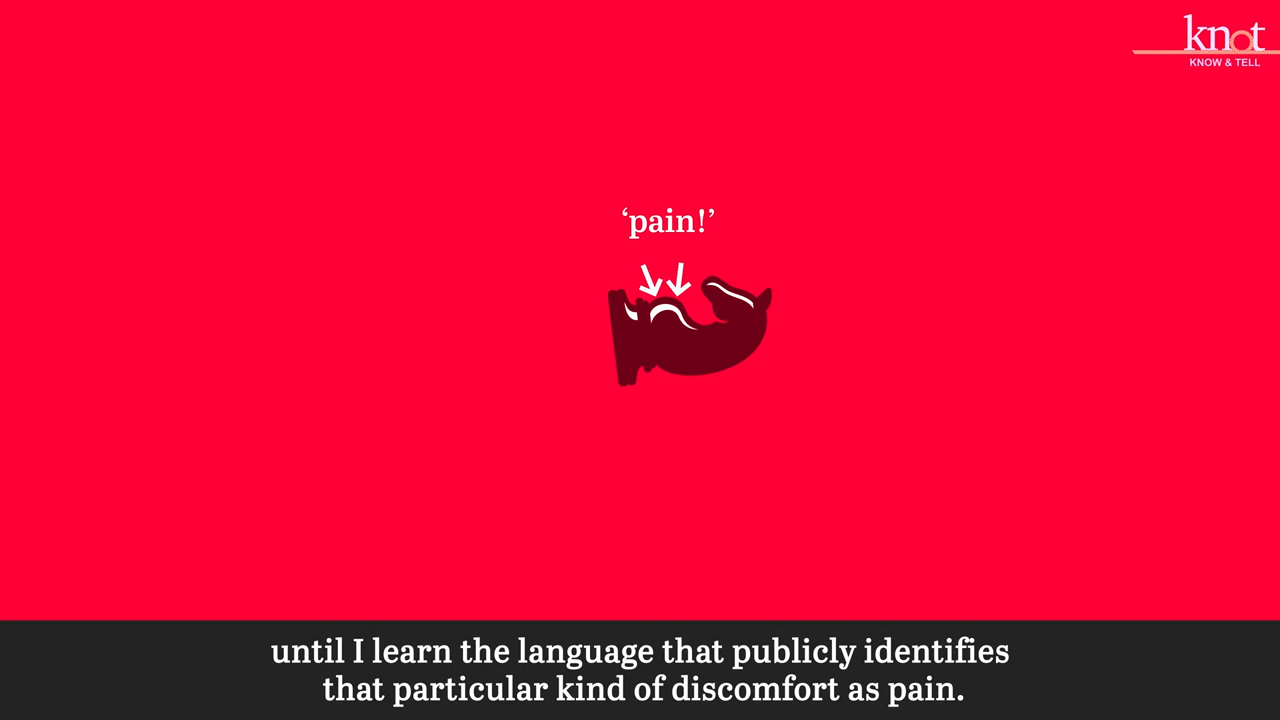 knot
KNOW & TELL
‘pain!’
until I learn the language that publicly identifies
that particular kind of discomfort as pain.